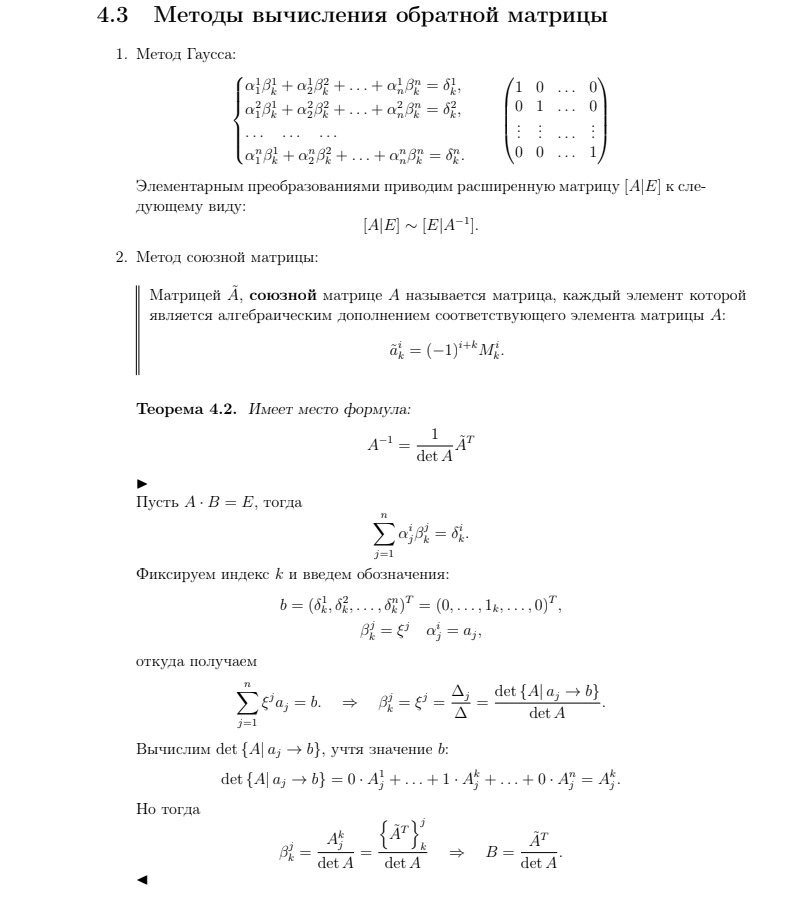 4.3 Методы вычисления обратной матрицы
1. Метод Гаусса:
$$\begin{cases} \alpha_1^1\beta_k^1 + \alpha_2^1\beta_k^2 + \ldots + \alpha_n^1\beta_k^n = \delta_k^1, \\ \alpha_1^2\beta_k^1 + \alpha_2^2\beta_k^2 + \ldots + \alpha_n^2\beta_k^n = \delta_k^2, \\ \ldots \quad \ldots \quad \ldots \\ \alpha_1^n\beta_k^1 + \alpha_2^n\beta_k^2 + \ldots + \alpha_n^n\beta_k^n = \delta_k^n. \end{cases} \quad \begin{pmatrix} 1 & 0 & \ldots & 0 \\ 0 & 1 & \ldots & 0 \\ \vdots & \vdots & \ldots & \vdots \\ 0 & 0 & \ldots & 1 \end{pmatrix}$$
Элементарным преобразованиями приводим расширенную матрицу $[A|E]$ к сле-
дующему виду:
$$[A|E] \sim [E|A^{-1}].$$
2. Метод союзной матрицы:
Матрицей $\tilde{A}$, союзной матрице $A$ называется матрица, каждый элемент которой
является алгебраическим дополнением соответствующего элемента матрицы $A$:
$$\tilde{a}_k^i = (-1)^{i+k} M_k^i.$$
Теорема 4.2. Имеет место формула:
$$A^{-1} = \frac{1}{\det A} \tilde{A}^T$$
▶
Пусть $A \cdot B = E$, тогда
$$\sum_{j=1}^{n} \alpha_j^i \beta_k^j = \delta_k^i.$$
Фиксируем индекс $k$ и введем обозначения:
$$b = (\delta_k^1, \delta_k^2, \ldots, \delta_k^n)^T = (0, \ldots, 1_k, \ldots, 0)^T,$$
$$\beta_k^j = \xi^j \quad \alpha_j^i = a_j,$$
откуда получаем
$$\sum_{j=1}^{n} \xi^j a_j = b. \quad \Rightarrow \quad \beta_k^j = \xi^j = \frac{\Delta_j}{\Delta} = \frac{\det \{A|\, a_j \to b\}}{\det A}.$$
Вычислим $\det \{A|\, a_j \to b\}$, учтя значение $b$:
$$\det \{A|\, a_j \to b\} = 0 \cdot A_j^1 + \ldots + 1 \cdot A_j^k + \ldots + 0 \cdot A_j^n = A_j^k.$$
Но тогда
$$\beta_k^j = \frac{A_j^k}{\det A} = \frac{\left\{\tilde{A}^T\right\}_k^j}{\det A} \quad \Rightarrow \quad B = \frac{\tilde{A}^T}{\det A}.$$
◀